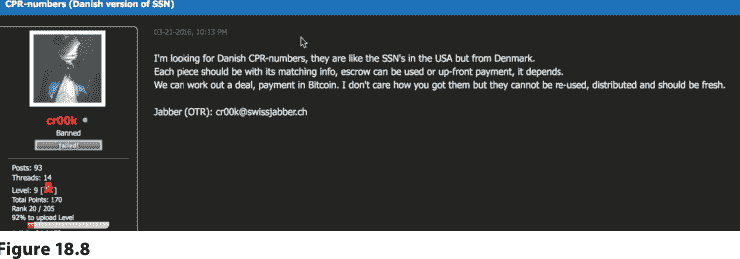 CPR-numbers (Danish version of SSN)
03-21-2016, 10:13 PM
I'm looking for Danish CPR-numbers, they are like the SSN's in the USA but from Denmark.
Each piece should be with its matching info, escrow can be used or up-front payment, it depends.
We can work out a deal, payment in Bitcoin. I don't care how you got them but they cannot be re-used, distributed and should be fresh.
Jabber (OTR): cr00k@swissjabber.ch
cr00k
Banned
failed!
Posts: 93
Threads: 14
Level: 9 [
Total Points: 170
Rank 20 / 205
92% to upload Level
Figure 18.8